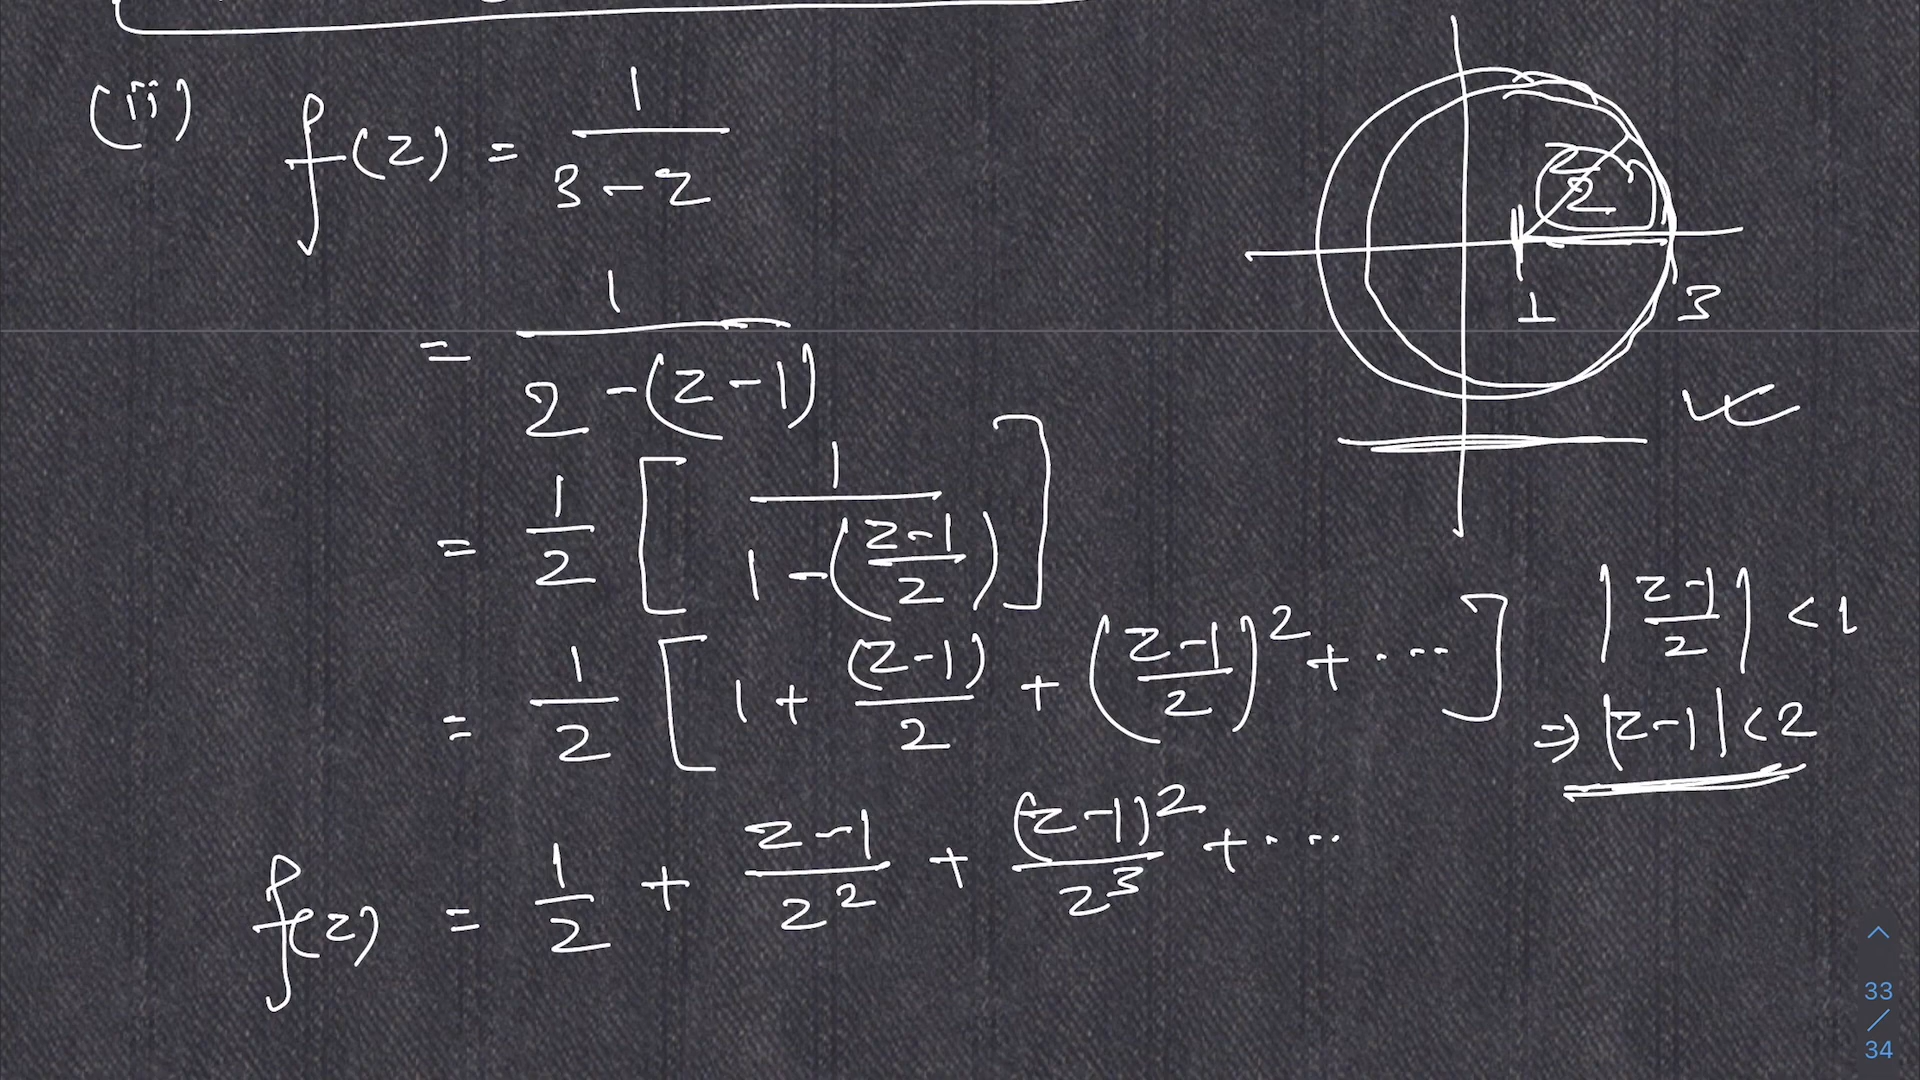 (ii) f(z) = 1/(3-z)
= 1/(2-(z-1))
= 1/2 [1/(1-((z-1)/2))]
= 1/2 [1 + (z-1)/2 + ((z-1)/2)^2 + ....]
f(z) = 1/2 + (z-1)/2^2 + (z-1)^2/2^3 + ....
2
1
3
|(z-1)/2| < 1
⇒ |z-1| < 2
33
/
34